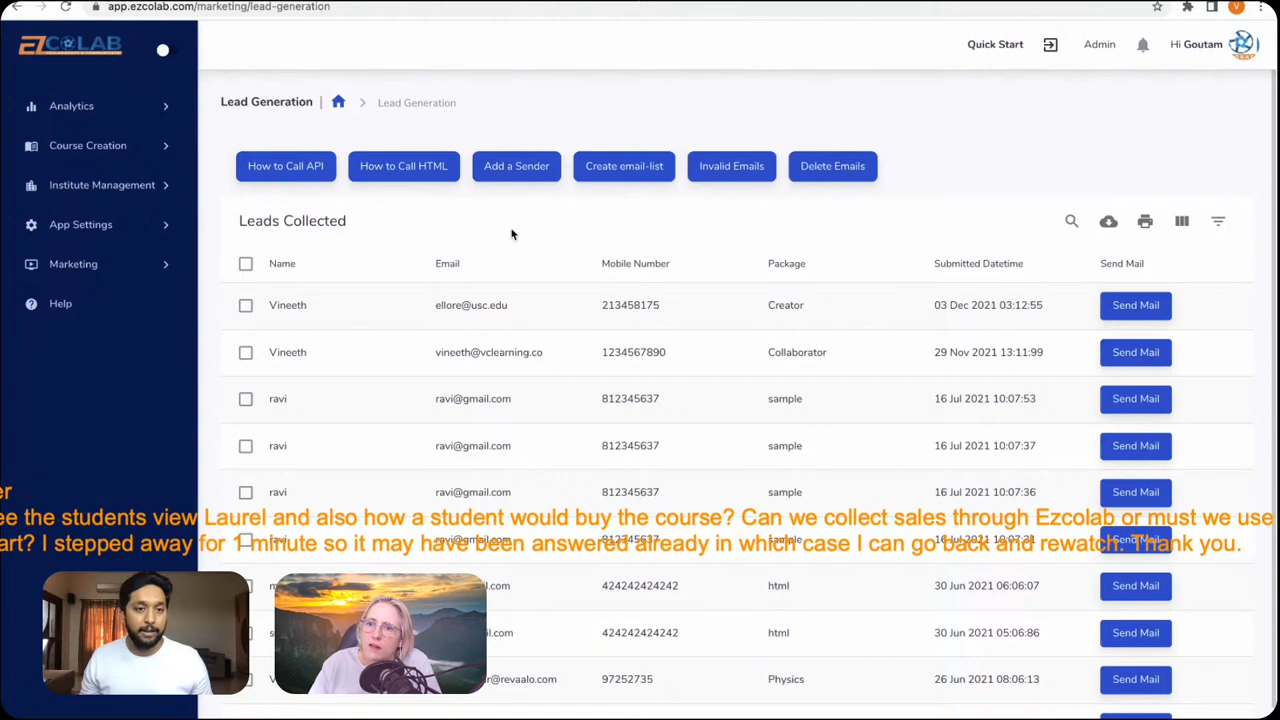 app.ezcolab.com/marketing/lead-generation
V
EZCOLAB
Quick Start
Admin
Hi Goutam
Analytics
Course Creation
Institute Management
App Settings
Marketing
Help
Lead Generation |
Lead Generation
How to Call API
How to Call HTML
Add a Sender
Create email-list
Invalid Emails
Delete Emails
Leads Collected
Name Email Mobile Number Package Submitted Datetime Send Mail
Vineeth ellore@usc.edu 213458175 Creator 03 Dec 2021 03:12:55 Send Mail
Vineeth vineeth@vclearning.co 1234567890 Collaborator 29 Nov 2021 13:11:99 Send Mail
ravi ravi@gmail.com 812345637 sample 16 Jul 2021 10:07:53 Send Mail
ravi ravi@gmail.com 812345637 sample 16 Jul 2021 10:07:37 Send Mail
ravi ravi@gmail.com 812345637 sample 16 Jul 2021 10:07:36 Send Mail
er
ee the students view Laurel and also how a student would buy the course? Can we collect sales through Ezcolab or must we use
art? I stepped away for 1 minute so it may have been answered already in which case I can go back and rewatch. Thank you.
424242424242 html 30 Jun 2021 06:06:07 Send Mail
424242424242 html 30 Jun 2021 05:06:86 Send Mail
r@revaalo.com 97252735 Physics 26 Jun 2021 08:06:13 Send Mail